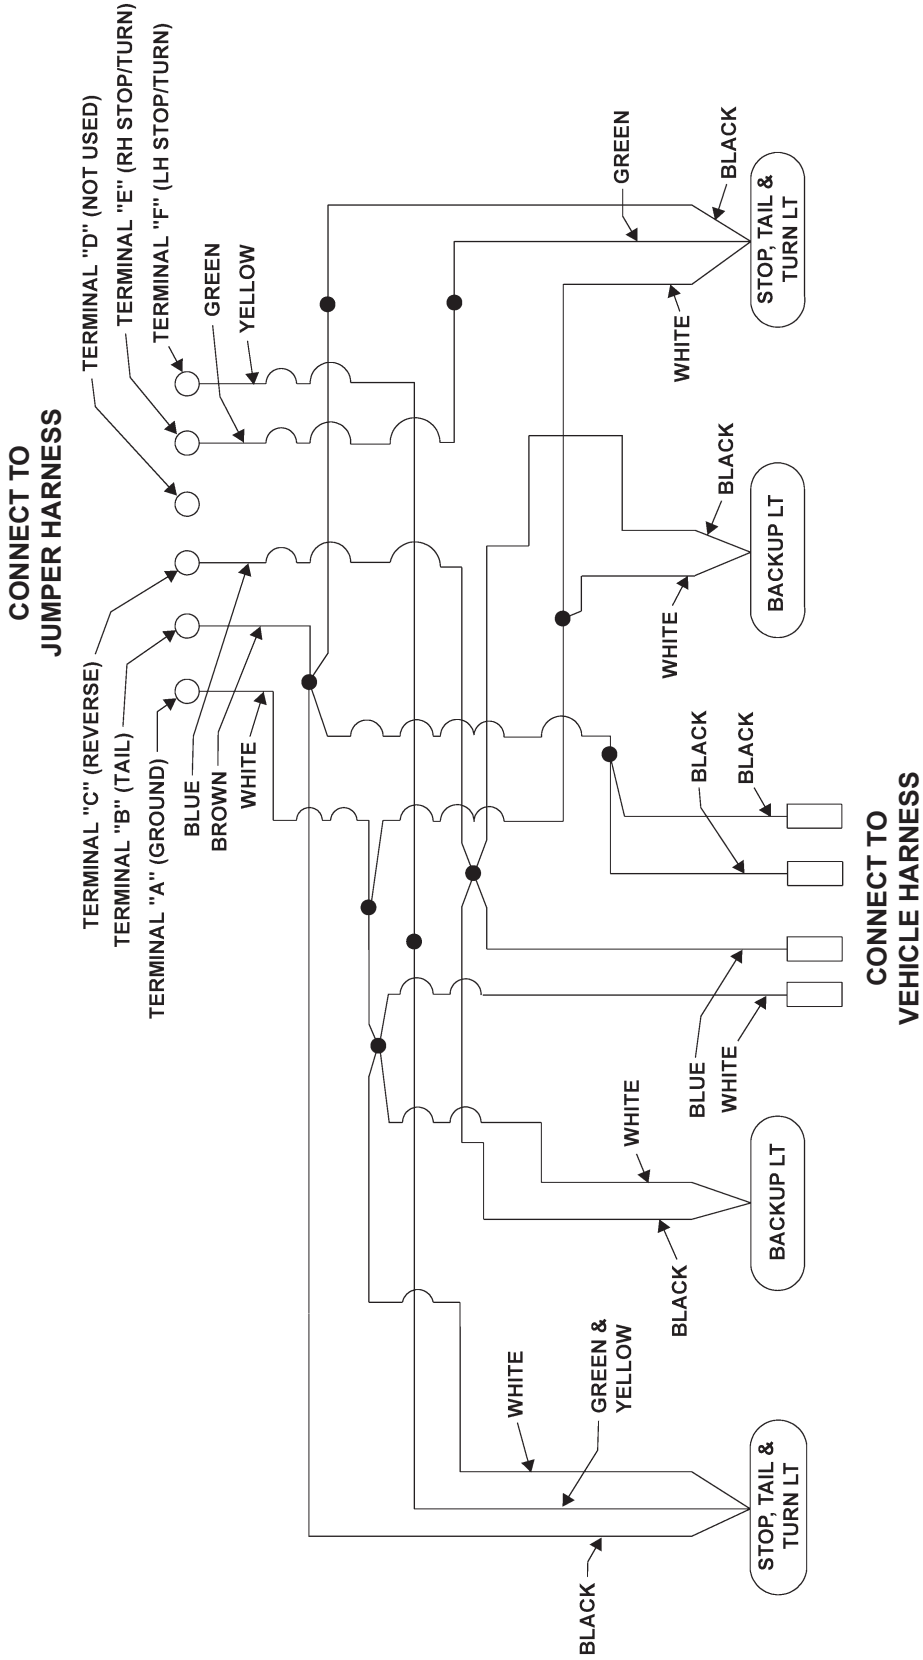 CONNECT TO
JUMPER HARNESS
TERMINAL "D" (NOT USED)
TERMINAL "E" (RH STOP/TURN)
TERMINAL "F" (LH STOP/TURN)
GREEN
YELLOW
TERMINAL "C" (REVERSE)
TERMINAL "B" (TAIL)
TERMINAL "A" (GROUND)
BLUE
BROWN
WHITE
GREEN
BLACK
WHITE
STOP, TAIL &
TURN LT
BLACK
WHITE
BACKUP LT
BLACK
BLACK
BLUE
WHITE
CONNECT TO
VEHICLE HARNESS
WHITE
BLACK
BACKUP LT
WHITE
GREEN &
YELLOW
BLACK
STOP, TAIL &
TURN LT